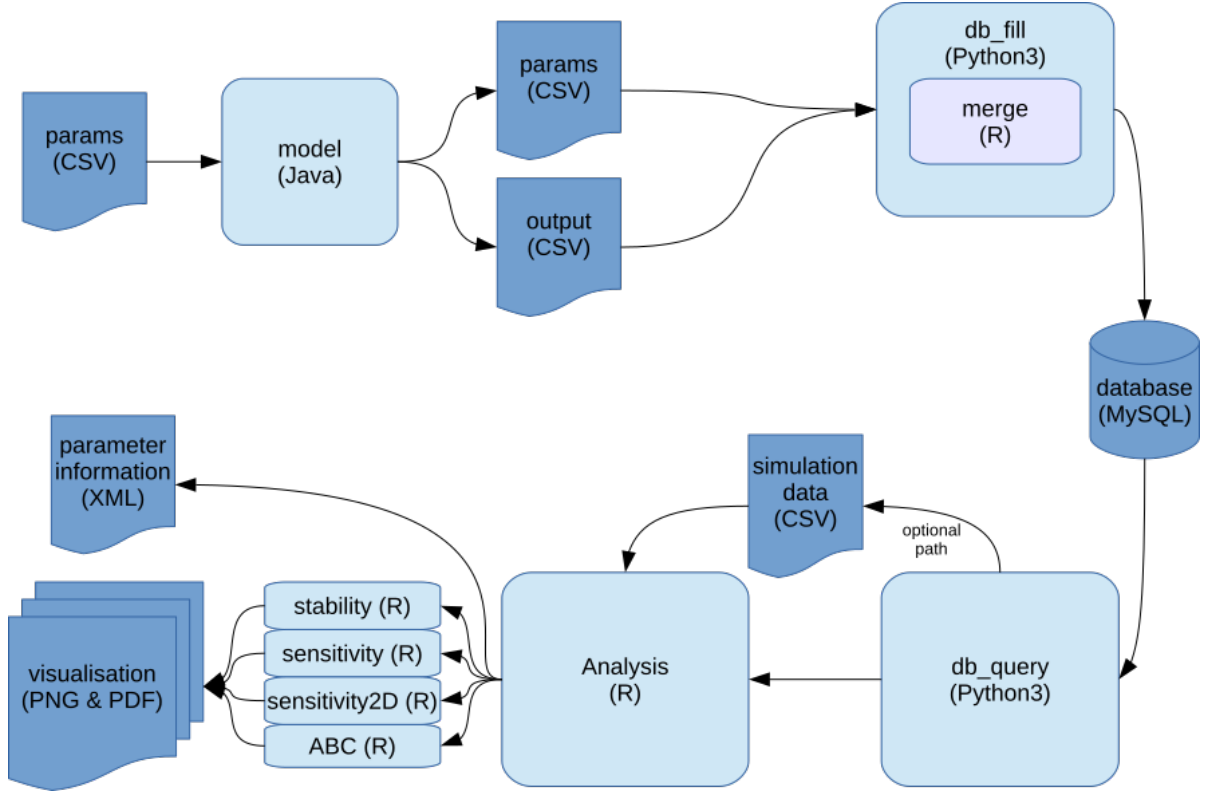 params
(CSV)
model
(Java)
params
(CSV)
output
(CSV)
db_fill
(Python3)
merge
(R)
database
(MySQL)
parameter
information
(XML)
simulation
data
(CSV)
optional
path
visualisation
(PNG & PDF)
stability (R)
sensitivity (R)
sensitivity2D (R)
ABC (R)
Analysis
(R)
db_query
(Python3)